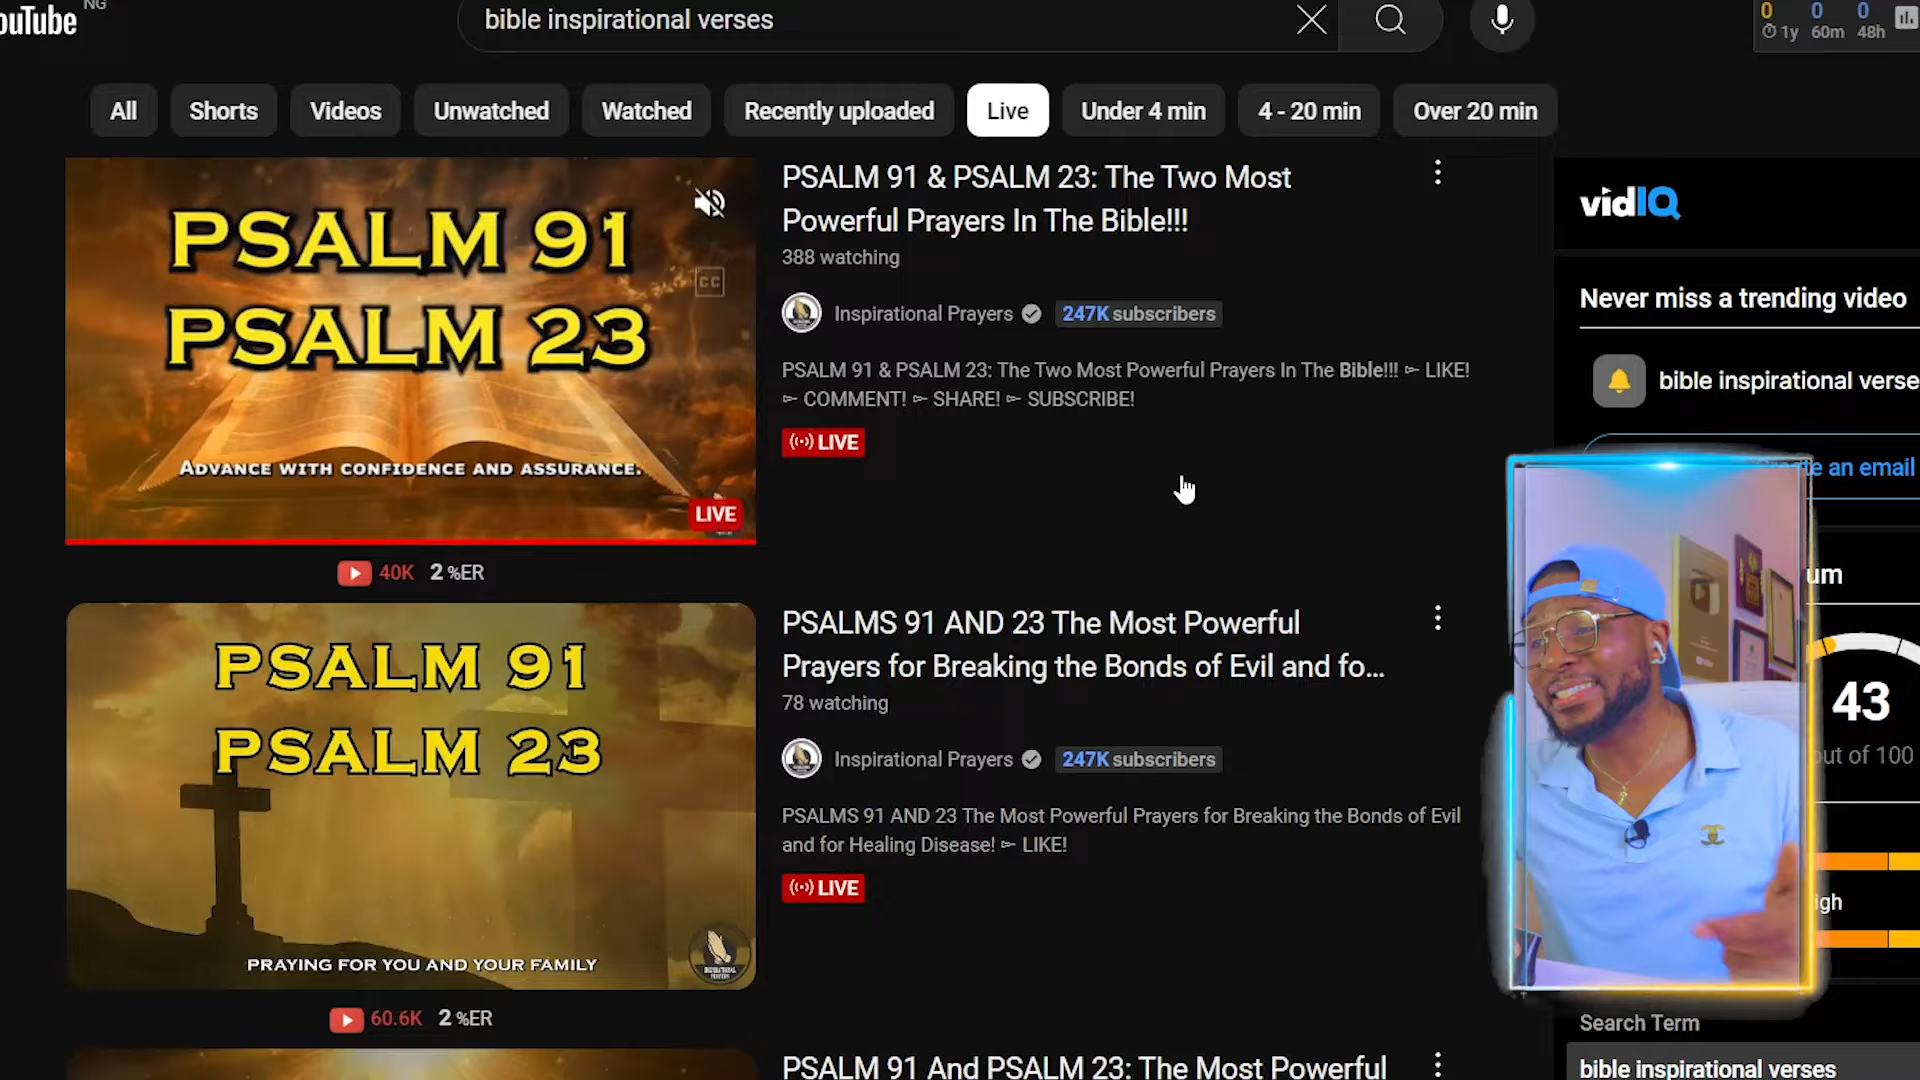 ouTube
NG
bible inspirational verses
0 0 0
1y 60m 48h
All Shorts Videos Unwatched Watched Recently uploaded Live Under 4 min 4 - 20 min Over 20 min
PSALM 91
PSALM 23
CC
ADVANCE WITH CONFIDENCE AND ASSURANCE.
LIVE
40K 2 %ER
PSALM 91 & PSALM 23: The Two Most
Powerful Prayers In The Bible!!!
388 watching
Inspirational Prayers 247K subscribers
PSALM 91 & PSALM 23: The Two Most Powerful Prayers In The Bible!!! ➳ LIKE!
➳ COMMENT! ➳ SHARE! ➳ SUBSCRIBE!
LIVE
PSALM 91
PSALM 23
PRAYING FOR YOU AND YOUR FAMILY
60.6K 2 %ER
PSALMS 91 AND 23 The Most Powerful
Prayers for Breaking the Bonds of Evil and fo...
78 watching
Inspirational Prayers 247K subscribers
PSALMS 91 AND 23 The Most Powerful Prayers for Breaking the Bonds of Evil
and for Healing Disease! ➳ LIKE!
LIVE
PSALM 91 And PSALM 23: The Most Powerful
vidIQ
Never miss a trending video
bible inspirational verse
te an email
um
43
out of 100
igh
Search Term
bible inspirational verses